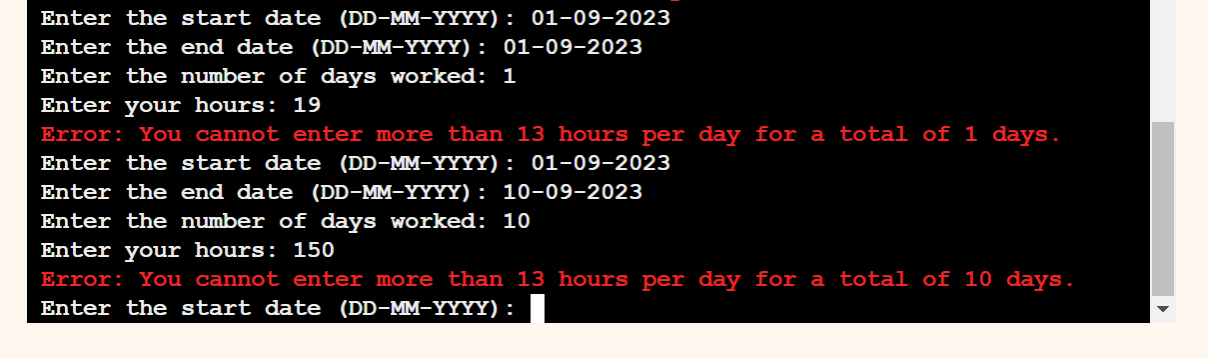 Enter the start date (DD-MM-YYYY): 01-09-2023
Enter the end date (DD-MM-YYYY): 01-09-2023
Enter the number of days worked: 1
Enter your hours: 19
Error: You cannot enter more than 13 hours per day for a total of 1 days.
Enter the start date (DD-MM-YYYY): 01-09-2023
Enter the end date (DD-MM-YYYY): 10-09-2023
Enter the number of days worked: 10
Enter your hours: 150
Error: You cannot enter more than 13 hours per day for a total of 10 days.
Enter the start date (DD-MM-YYYY):